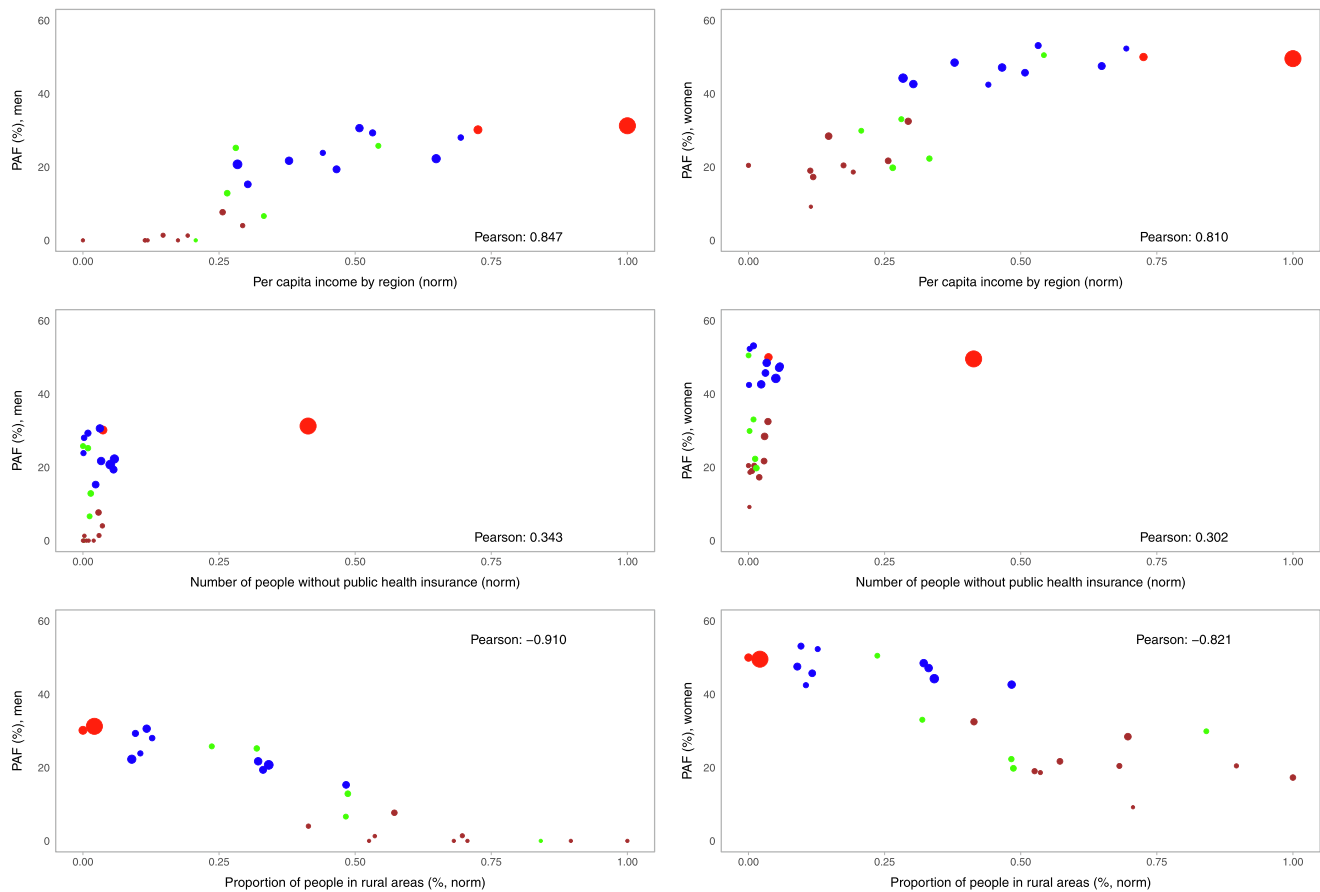 PAF (%), men
60
40
20
0
Pearson: 0.847
0.00 0.25 0.50 0.75 1.00
Per capita income by region (norm)
PAF (%), women
60
40
20
0
Pearson: 0.810
0.00 0.25 0.50 0.75 1.00
Per capita income by region (norm)
PAF (%), men
60
40
20
0
Pearson: 0.343
0.00 0.25 0.50 0.75 1.00
Number of people without public health insurance (norm)
PAF (%), women
60
40
20
0
Pearson: 0.302
0.00 0.25 0.50 0.75 1.00
Number of people without public health insurance (norm)
PAF (%), men
60
40
20
0
Pearson: −0.910
0.00 0.25 0.50 0.75 1.00
Proportion of people in rural areas (%, norm)
PAF (%), women
60
40
20
0
Pearson: −0.821
0.00 0.25 0.50 0.75 1.00
Proportion of people in rural areas (%, norm)